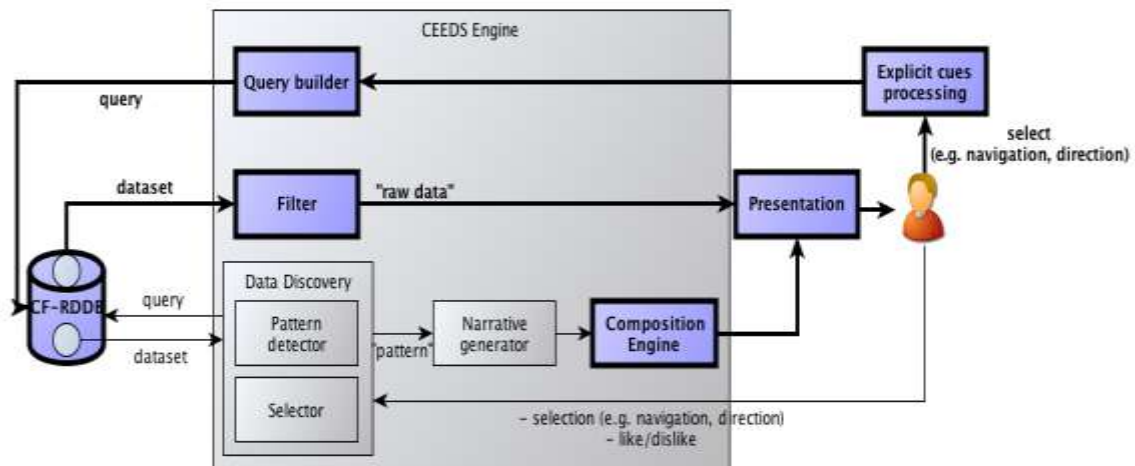 CEEDS Engine
Query builder
Explicit cues
processing
query
select
(e.g. navigation, direction)
dataset
Filter
"raw data"
Presentation
Data Discovery
CF-RDDB
query
Pattern
detector
"pattern"
Narrative
generator
Composition
Engine
dataset
Selector
- selection (e.g. navigation, direction)
- like/dislike